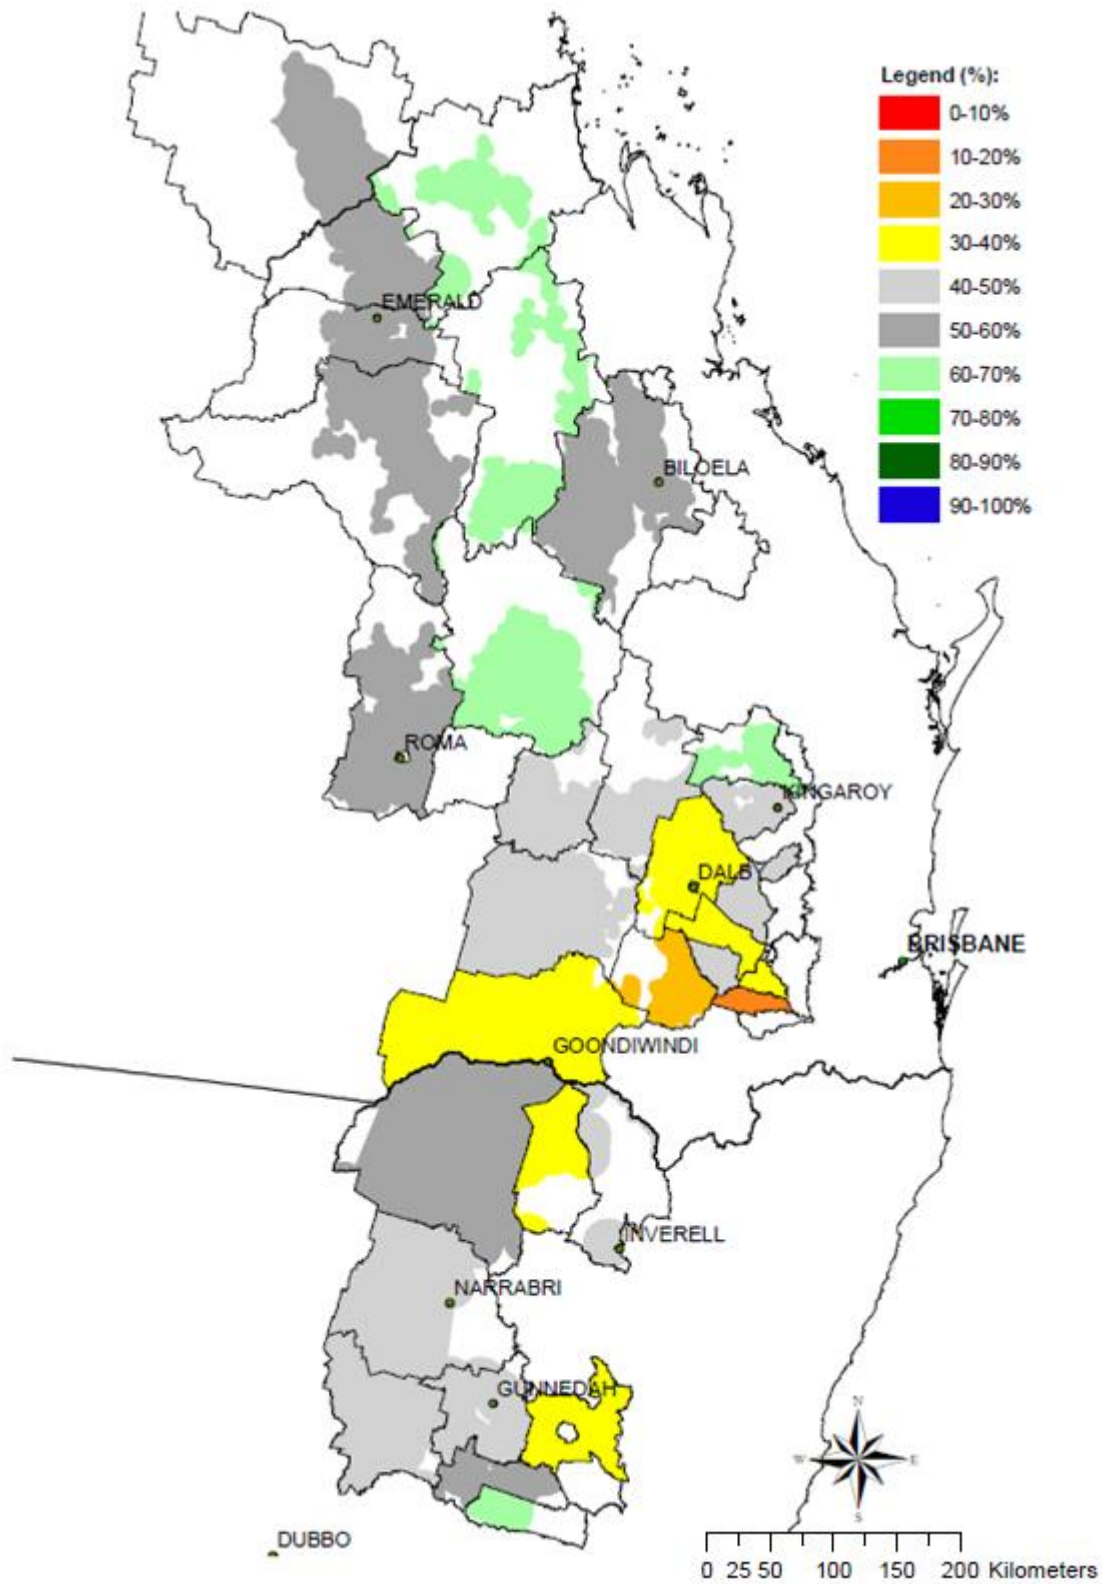 Legend (%):
0-10%
10-20%
20-30%
30-40%
40-50%
50-60%
60-70%
70-80%
80-90%
90-100%
EMERALD
BILOELA
ROMA
KINGAROY
DALBY
BRISBANE
GOONDIWINDI
INVERELL
NARRABRI
GUNNEDAH
N
W E
S
DUBBO
0 25 50 100 150 200 Kilometers